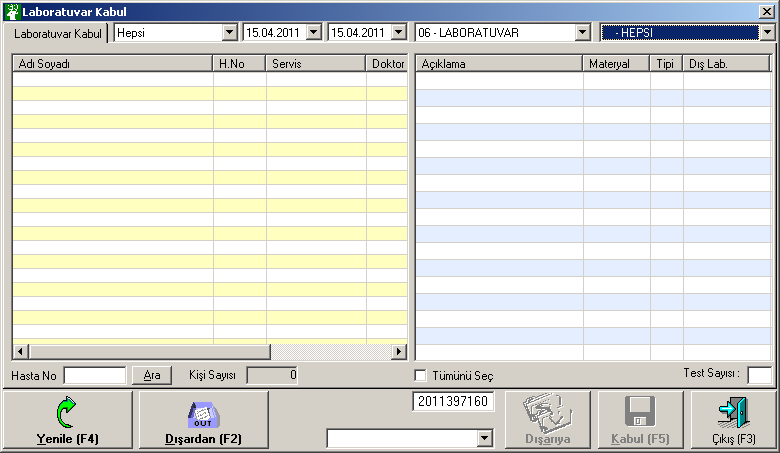 Laboratuvar Kabul
Laboratuvar Kabul Hepsi 15.04.2011 15.04.2011 06 - LABORATUVAR - HEPSI
Adı Soyadı H.No Servis Doktor Açıklama Materyal Tipi Dış Lab.
Hasta No Ara Kişi Sayısı 0 Tümünü Seç Test Sayısı :
2011397160
OUT
Yenile (F4) Dışardan (F2) Dışarıya Kabul (F5) Çıkış (F3)